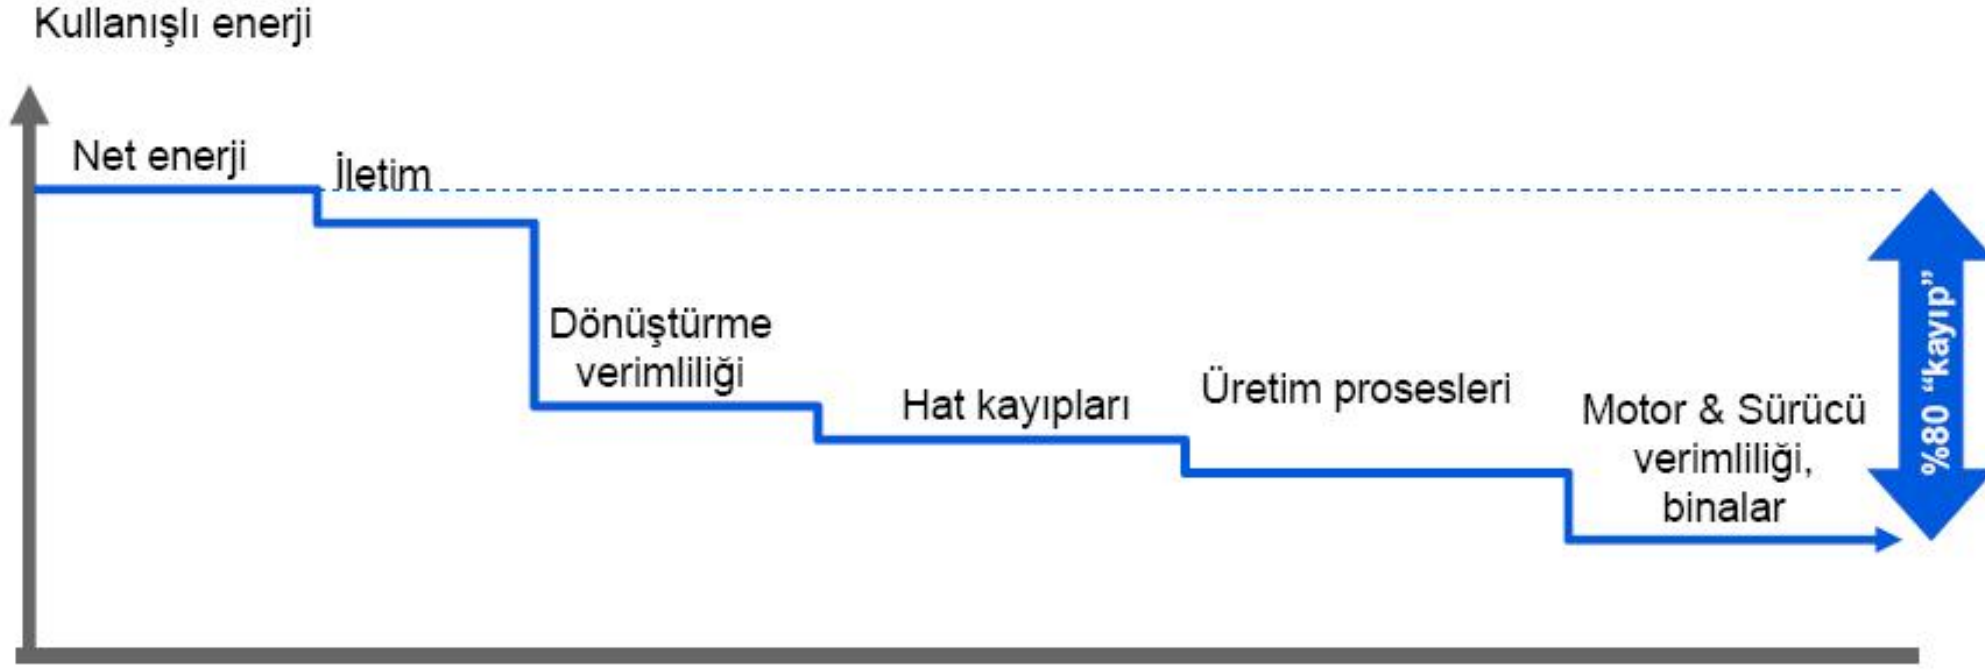 Kullanışlı enerji
Net enerji
İletim
Dönüştürme
verimliliği
Hat kayıpları
Üretim prosesleri
Motor & Sürücü
verimliliği,
binalar
%80 “kayıp”